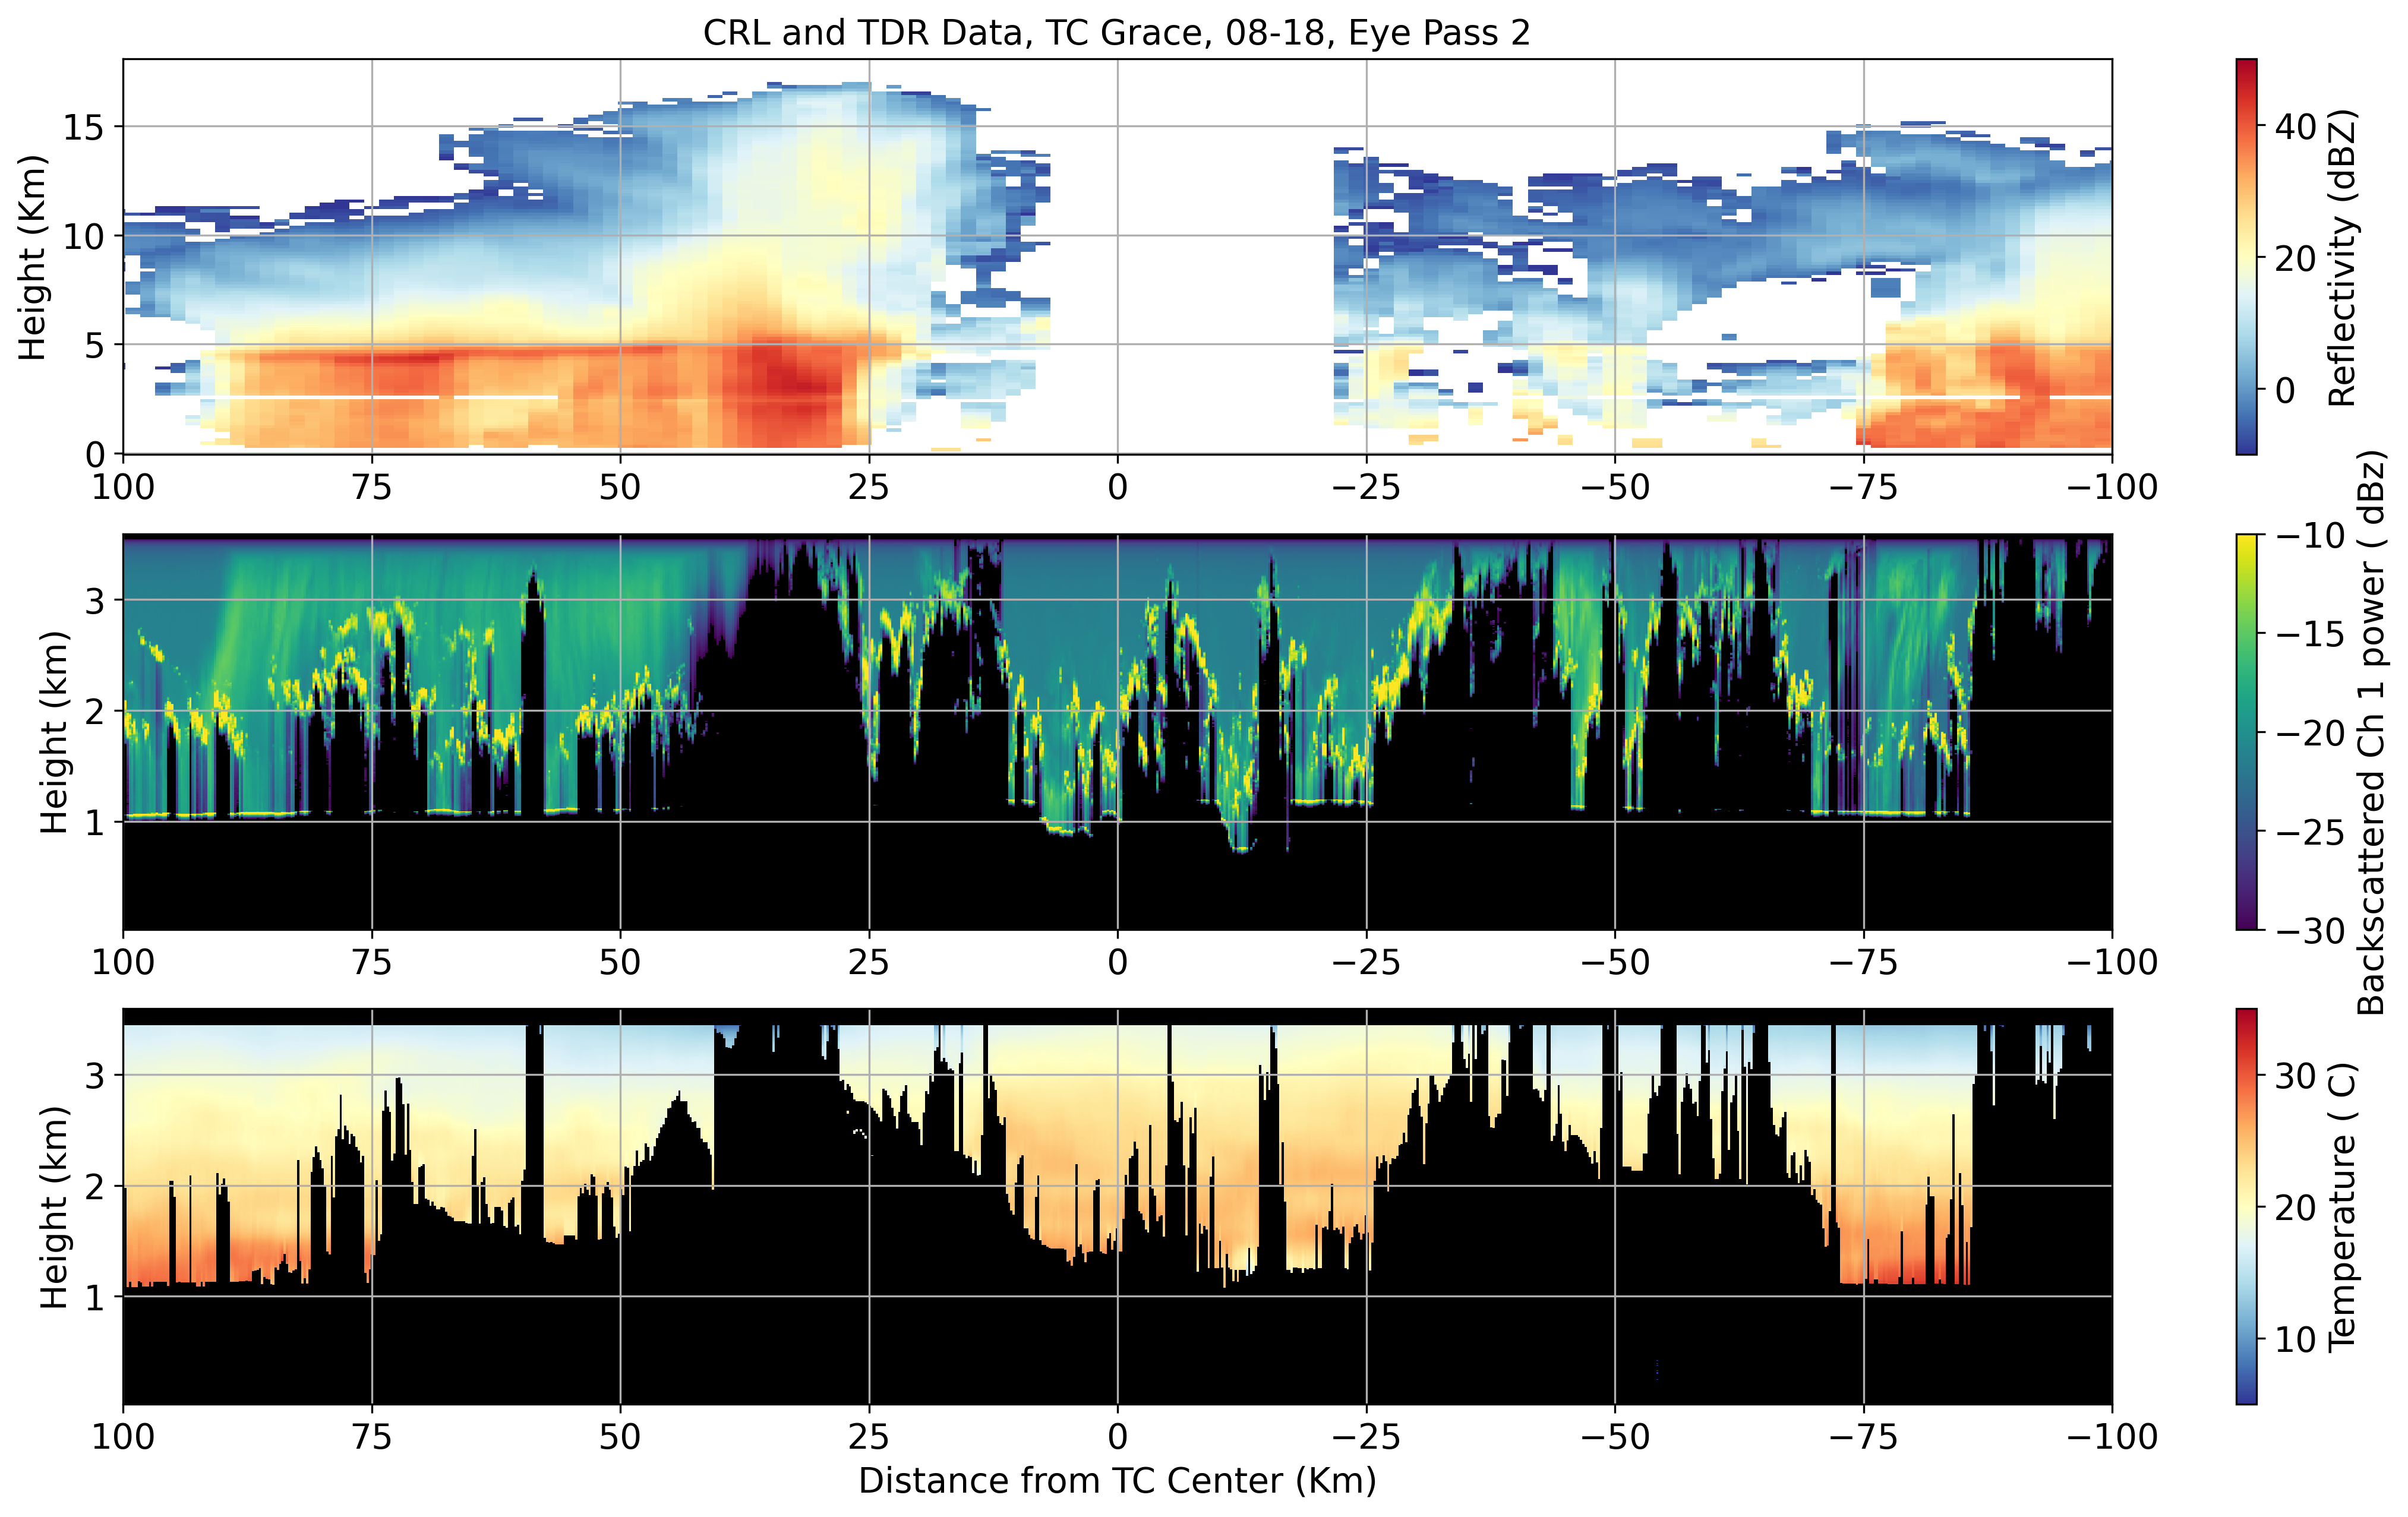 CRL and TDR Data, TC Grace, 08-18, Eye Pass 2
Height (Km)
15
10
5
0
100 75 50 25 0 −25 −50 −75 −100
40
20
0
Reflectivity (dBZ)
Height (km)
3
2
1
100 75 50 25 0 −25 −50 −75 −100
−10
−15
−20
−25
−30
Backscattered Ch 1 power ( dBz)
Height (km)
3
2
1
100 75 50 25 0 −25 −50 −75 −100
Distance from TC Center (Km)
30
20
10
Temperature ( C)